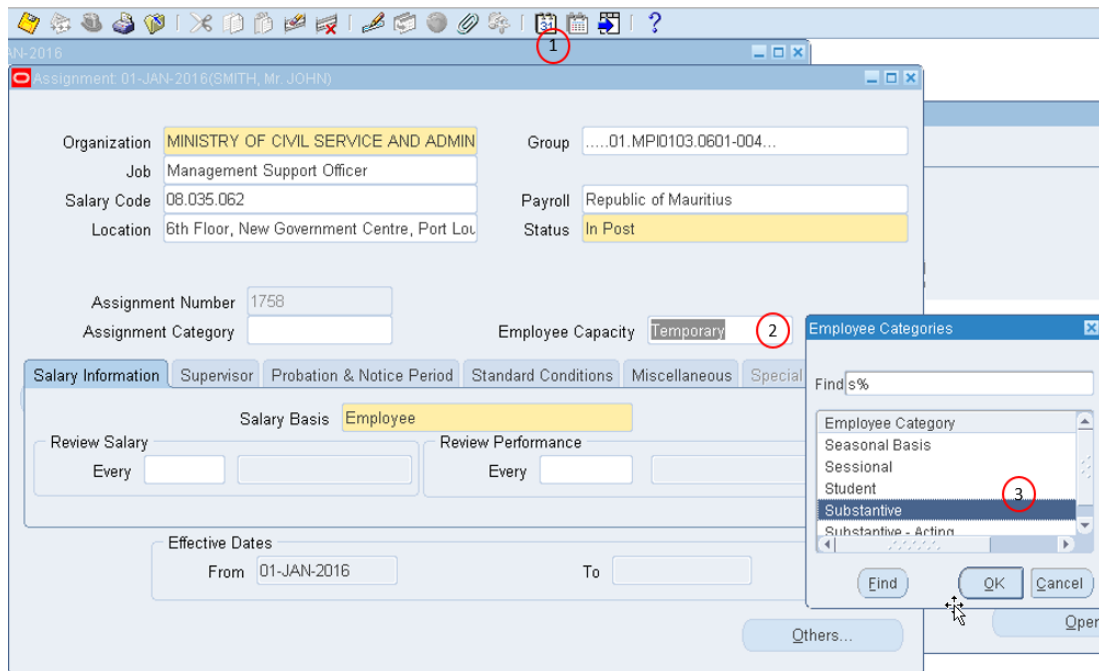 31
?
1
AN-2016
Assignment: 01-JAN-2016(SMITH, Mr. JOHN)
Organization MINISTRY OF CIVIL SERVICE AND ADMIN Group .....01.MPI0103.0601-004...
Job Management Support Officer
Salary Code 08.035.062 Payroll Republic of Mauritius
Location 6th Floor, New Government Centre, Port Lou Status In Post
Assignment Number 1758
Assignment Category Employee Capacity Temporary 2
Employee Categories
Salary Information Supervisor Probation & Notice Period Standard Conditions Miscellaneous Special
Find s%
Salary Basis Employee
Employee Category
Review Salary Review Performance
Seasonal Basis
Every Every
Sessional
Student
3
Substantive
Substantive - Acting
Effective Dates
From 01-JAN-2016 To
Find OK Cancel
Others...
Oper